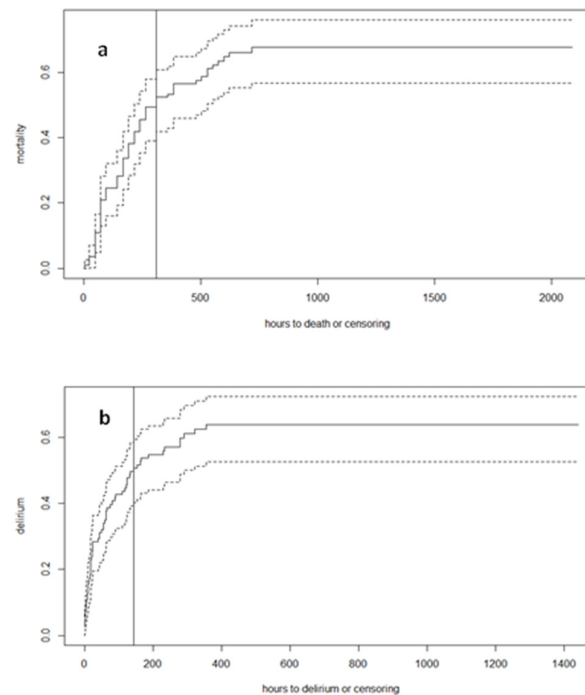 a
mortality
0.6
0.4
0.2
0.0
0 500 1000 1500 2000
hours to death or censoring
b
delirium
0.6
0.4
0.2
0.0
0 200 400 600 800 1000 1200 1400
hours to delirium or censoring